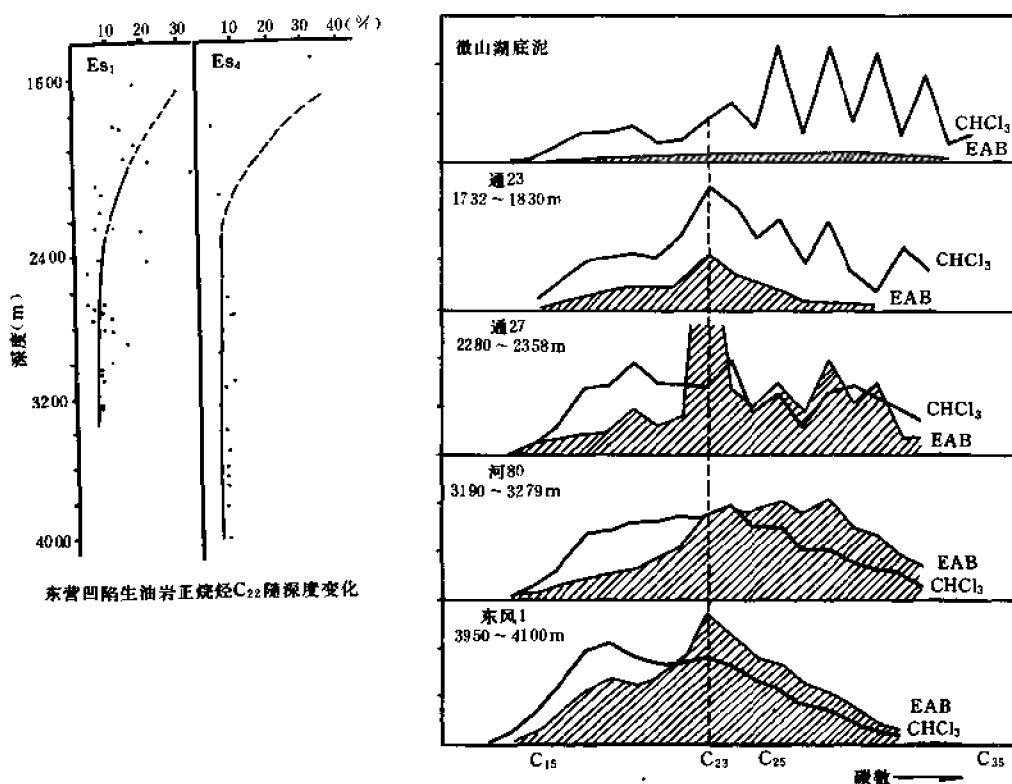 10 20 30 10 20 30 40(%)
Es₁
Es₄
1600
2400
3200
4000
深度(m)
东营凹陷生油岩正烷烃C₂₂随深度变化
微山湖底泥
CHCl₃
EAB
通23
1732~1830m
CHCl₃
EAB
通27
2280~2358m
CHCl₃
EAB
河80
3190~3279m
EAB
CHCl₃
东风1
3950~4100m
EAB
CHCl₃
C₁₅ C₂₃ C₂₅ C₃₅
碳数